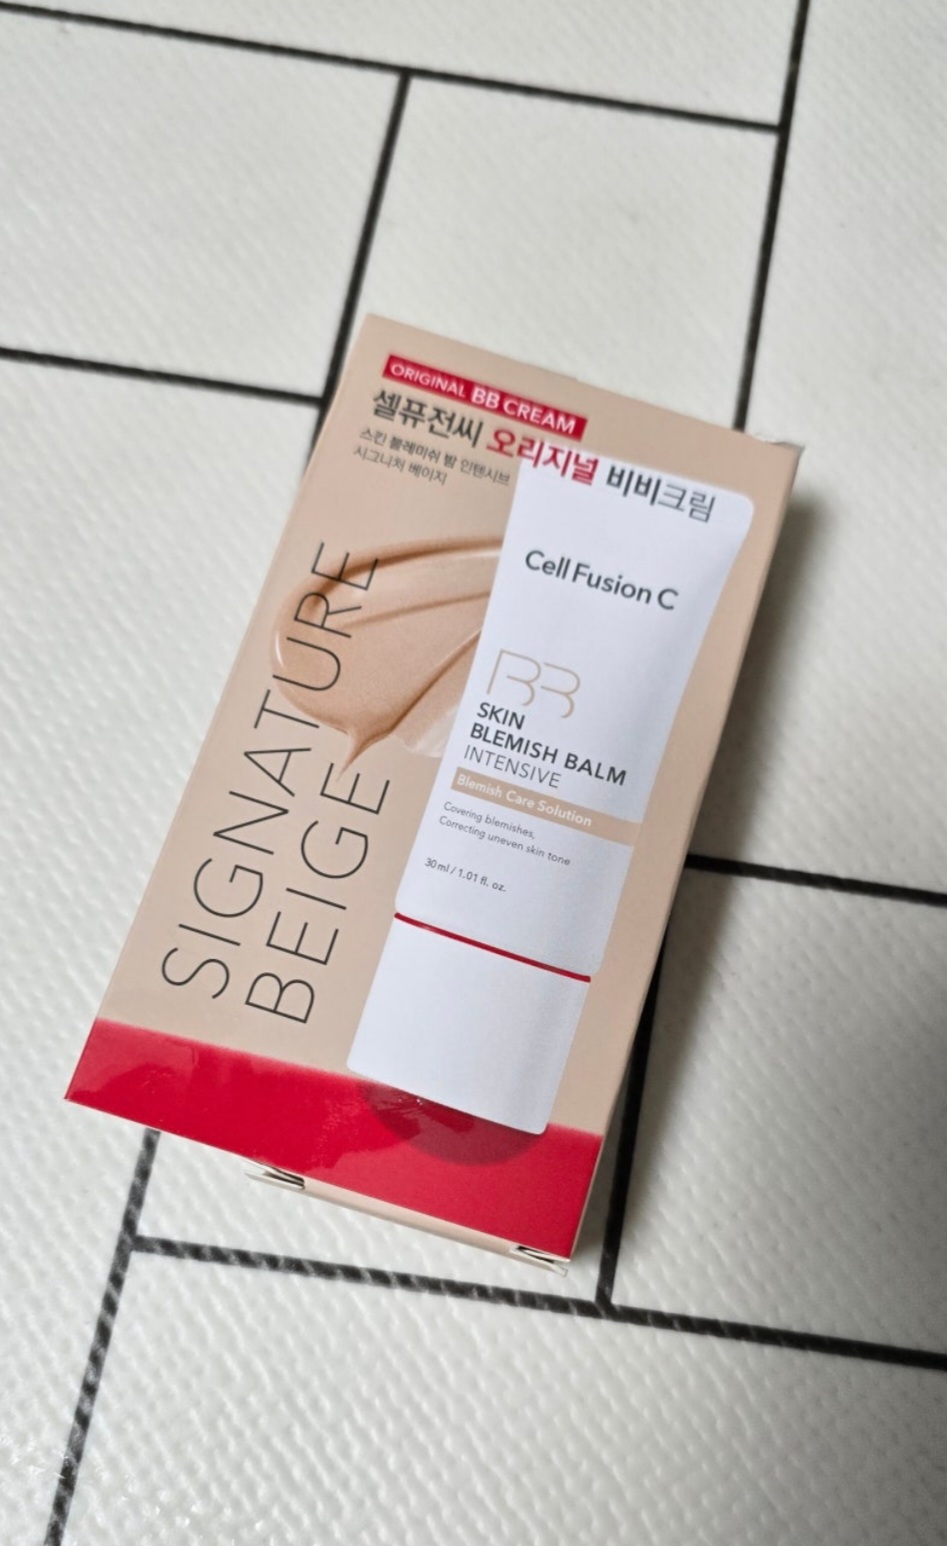 ORIGINAL BB CREAM
셀퓨전씨 오리지널 비비크림
스킨 블레미쉬 밤 인텐시브
시그니처 베이지
SIGNATURE
BEIGE
Cell Fusion C
BB
SKIN
BLEMISH BALM
INTENSIVE
Blemish Care Solution
Covering blemishes,
Correcting uneven skin tone
30 ml / 1.01 fl. oz.